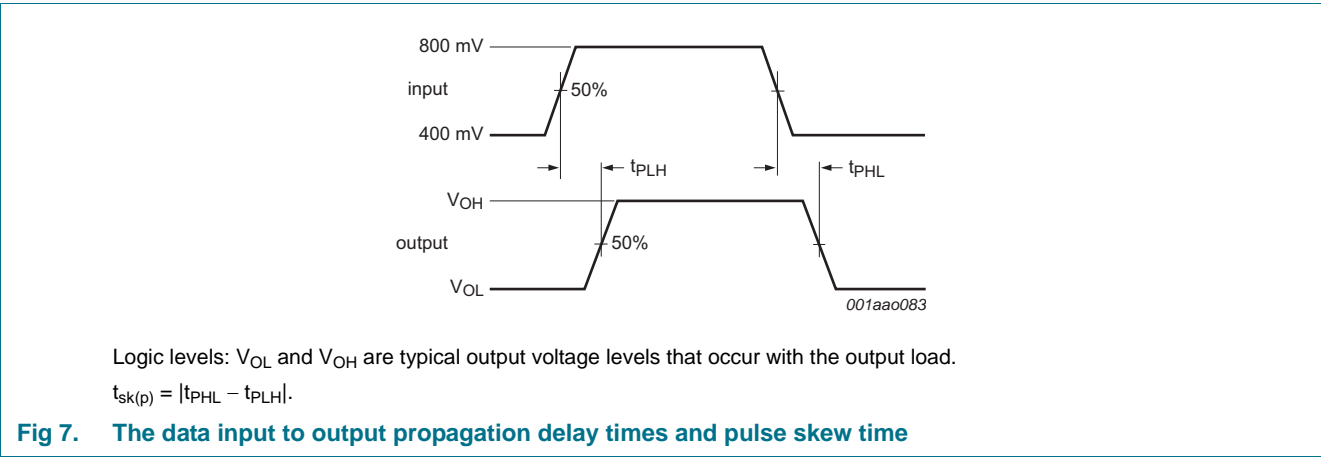 800 mV
input
50%
400 mV
tPLH
tPHL
VOH
output
50%
VOL
001aao083
Logic levels: VOL and VOH are typical output voltage levels that occur with the output load.
tsk(p) = |tPHL − tPLH|.
Fig 7. The data input to output propagation delay times and pulse skew time